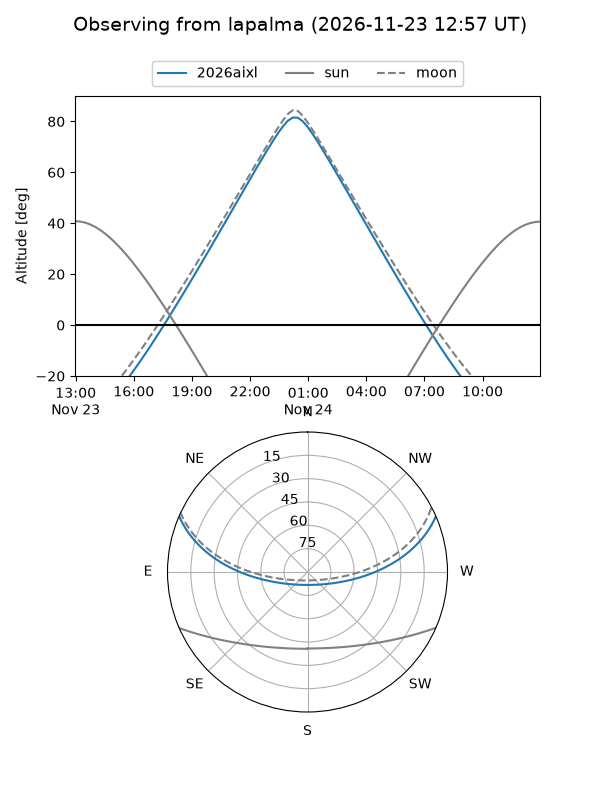 Observing from lapalma (2026-11-23 12:57 UT)
2026aixl sun moon
Altitude [deg]
80
60
40
20
0
−20
13:00 16:00 19:00 22:00 01:00 04:00 07:00 10:00
Nov 23 Nov 24
N
NE NW
15
30
45
60
75
E W
SE SW
S